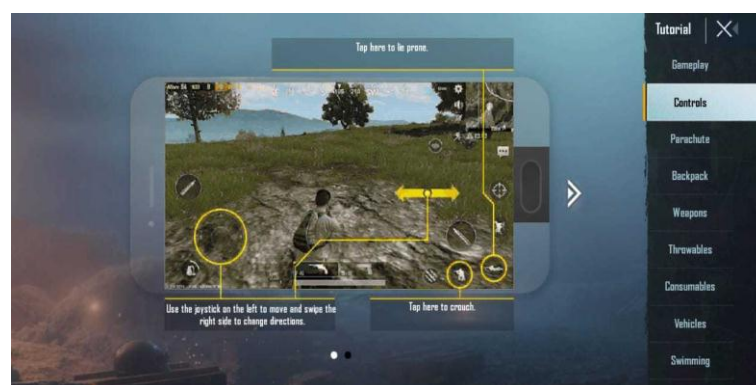 Tutorial
Tap here to lie prone.
Gameplay
Controls
Parachute
Backpack
Weapons
Throwables
Consumables
Vehicles
Swimming
Use the joystick on the left to move and swipe the
right side to change directions.
Tap here to crouch.